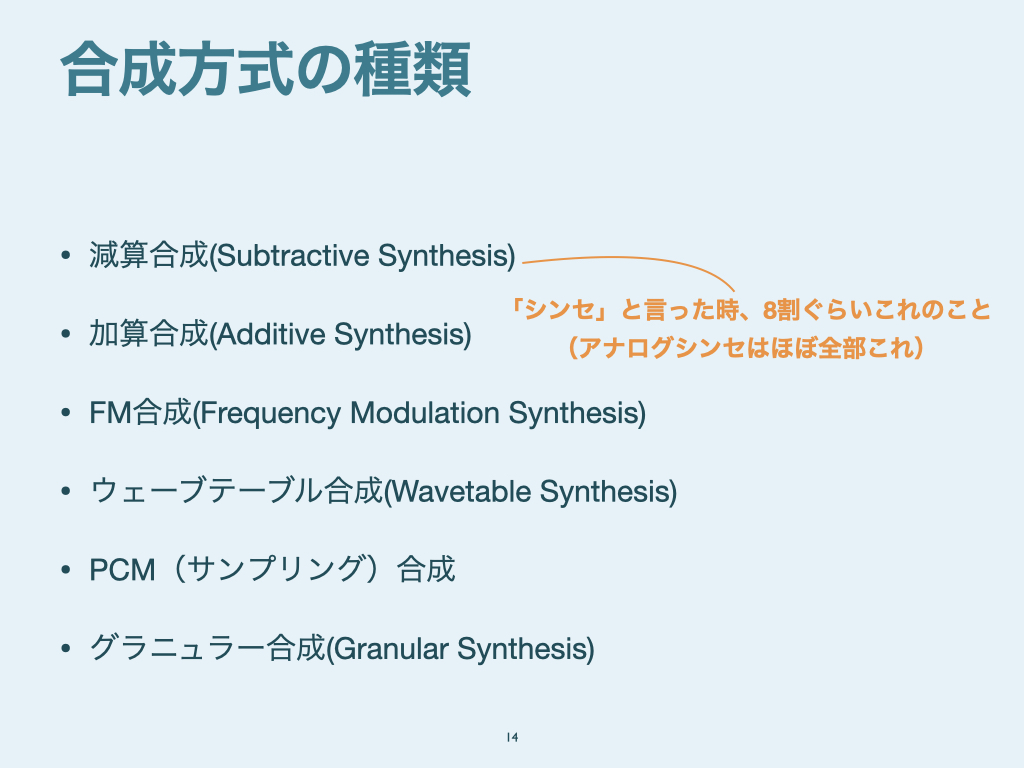 合成方式の種類
• 減算合成(Subtractive Synthesis)
「シンセ」と言った時、8割ぐらいこれのこと
（アナログシンセはほぼ全部これ）
• 加算合成(Additive Synthesis)
• FM合成(Frequency Modulation Synthesis)
• ウェーブテーブル合成(Wavetable Synthesis)
• PCM（サンプリング）合成
• グラニュラー合成(Granular Synthesis)
14